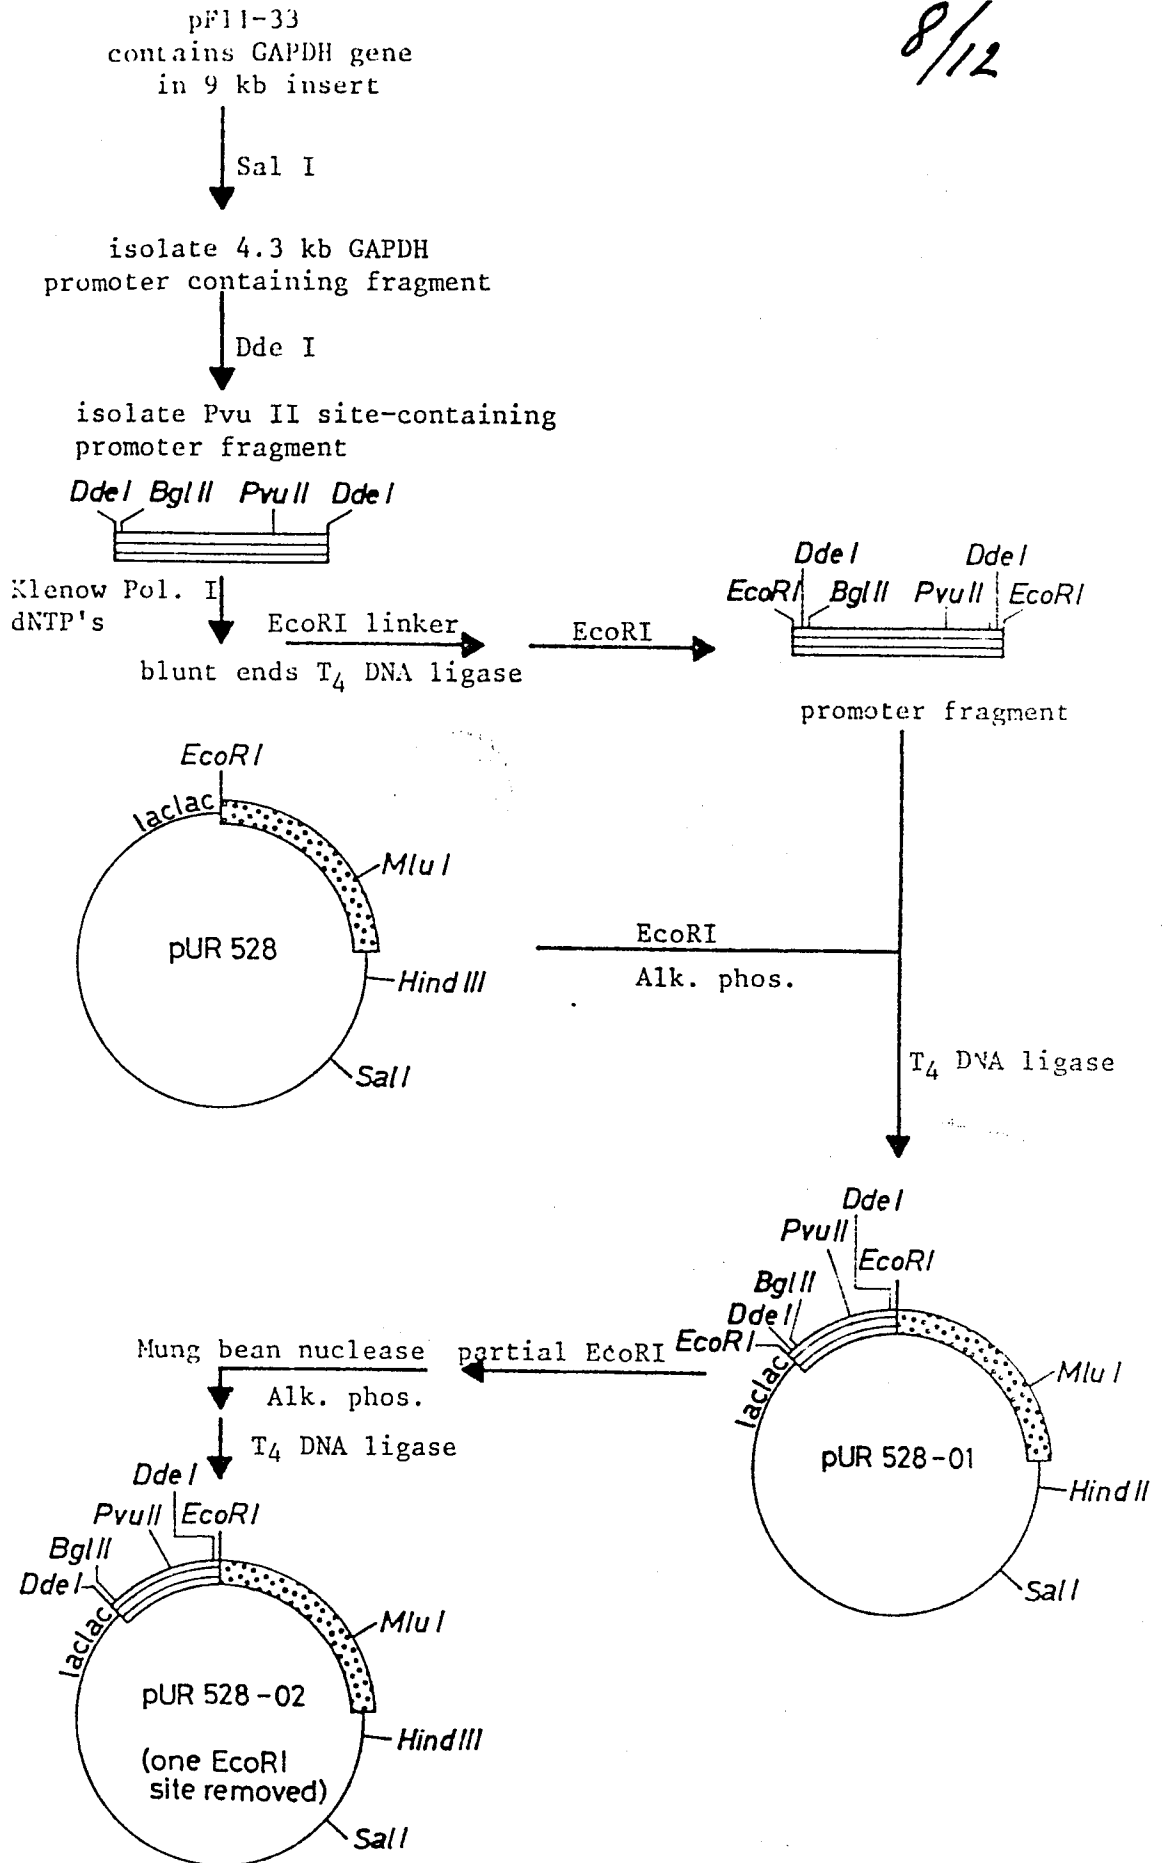 8/12
pF11-33
contains GAPDH gene
in 9 kb insert
Sal I
isolate 4.3 kb GAPDH
promoter containing fragment
Dde I
isolate Pvu II site-containing
promoter fragment
DdeI BglII PvuII DdeI
Klenow Pol. I
dNTP's
EcoRI linker
blunt ends T4 DNA ligase
EcoRI
DdeI DdeI
EcoRI BglII PvuII EcoRI
promoter fragment
EcoRI
laclac
MluI
pUR 528
HindIII
SalI
EcoRI
Alk. phos.
T4 DNA ligase
DdeI
PvuII
EcoRI
BglII
DdeI
EcoRI
laclac
MluI
pUR 528-01
HindII
SalI
partial EcoRI
Mung bean nuclease
Alk. phos.
T4 DNA ligase
DdeI
PvuII EcoRI
BglII
DdeI
laclac
MluI
pUR 528-02
HindIII
(one EcoRI
site removed)
SalI